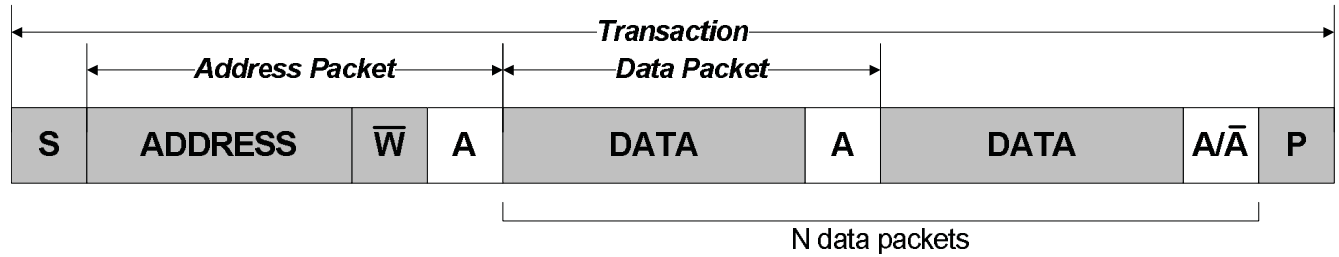 Transaction
Address Packet Data Packet
S ADDRESS W̅ A DATA A DATA A/A̅ P
N data packets